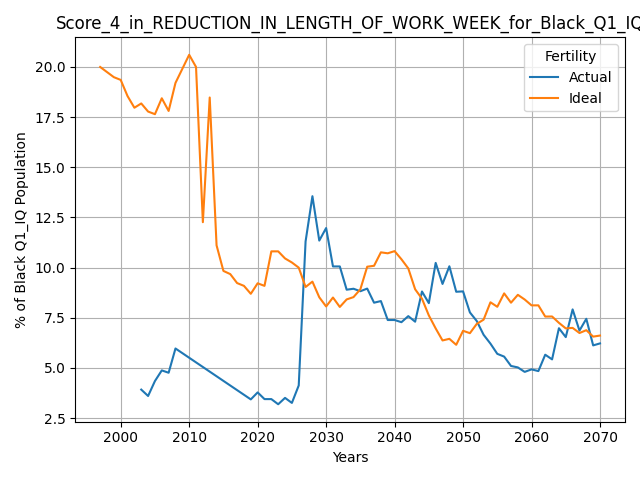 Score_4_in_REDUCTION_IN_LENGTH_OF_WORK_WEEK_for_Black_Q1_IQ
Fertility
Actual
Ideal
20.0
17.5
15.0
12.5
10.0
7.5
5.0
2.5
% of Black Q1_IQ Population
2000 2010 2020 2030 2040 2050 2060 2070
Years